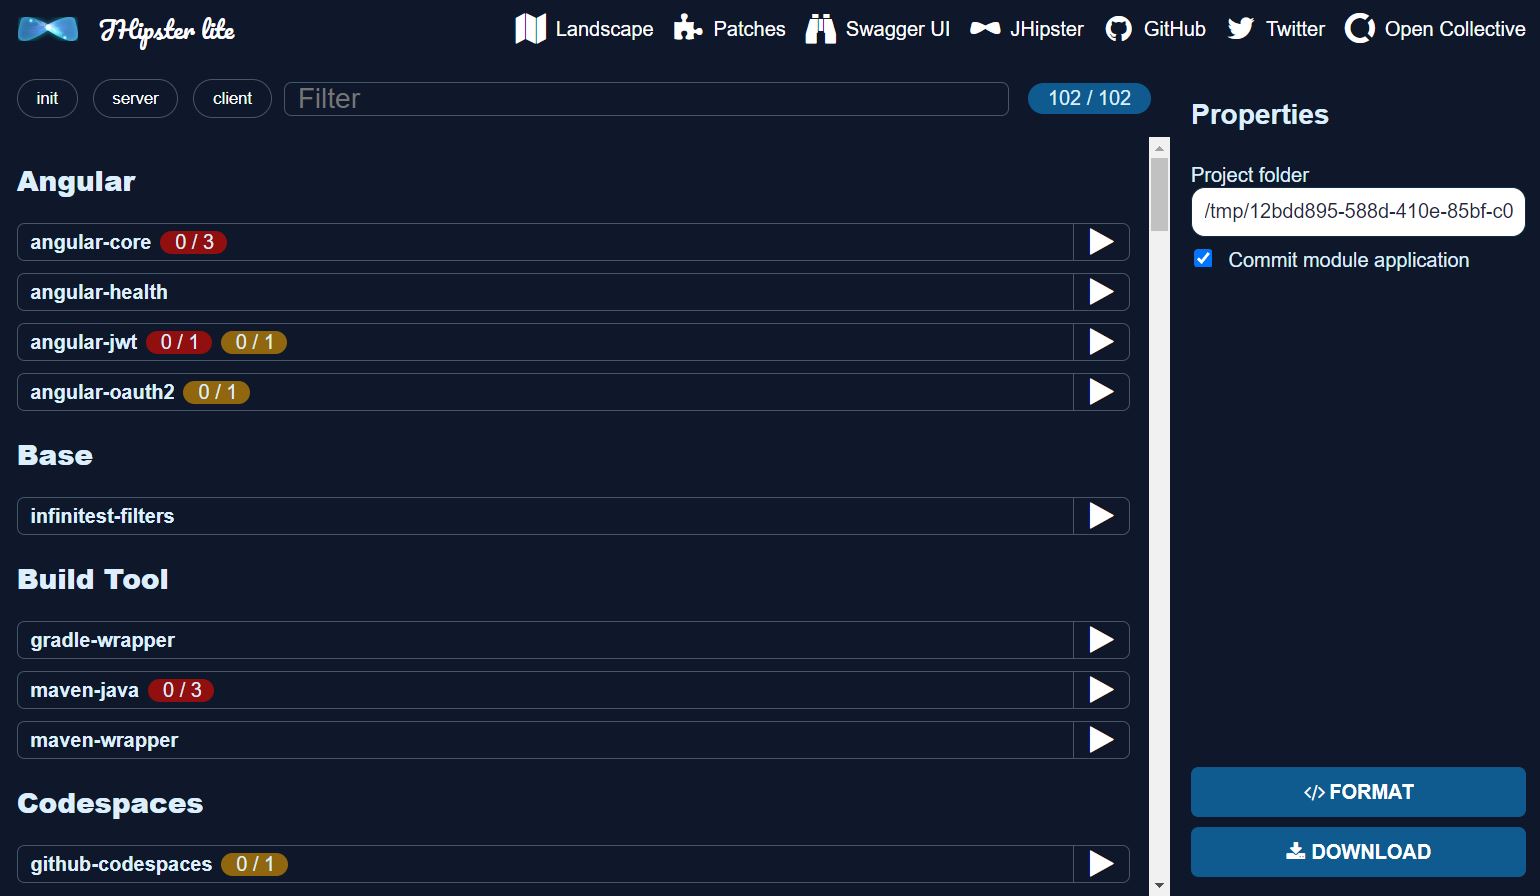 JHipster lite
Landscape Patches Swagger UI JHipster GitHub Twitter Open Collective
init server client Filter 102 / 102
Properties
Project folder
/tmp/12bdd895-588d-410e-85bf-c0
Commit module application
Angular
angular-core 0 / 3
angular-health
angular-jwt 0 / 1 0 / 1
angular-oauth2 0 / 1
Base
infinitest-filters
Build Tool
gradle-wrapper
maven-java 0 / 3
maven-wrapper
Codespaces
github-codespaces 0 / 1
</> FORMAT
DOWNLOAD